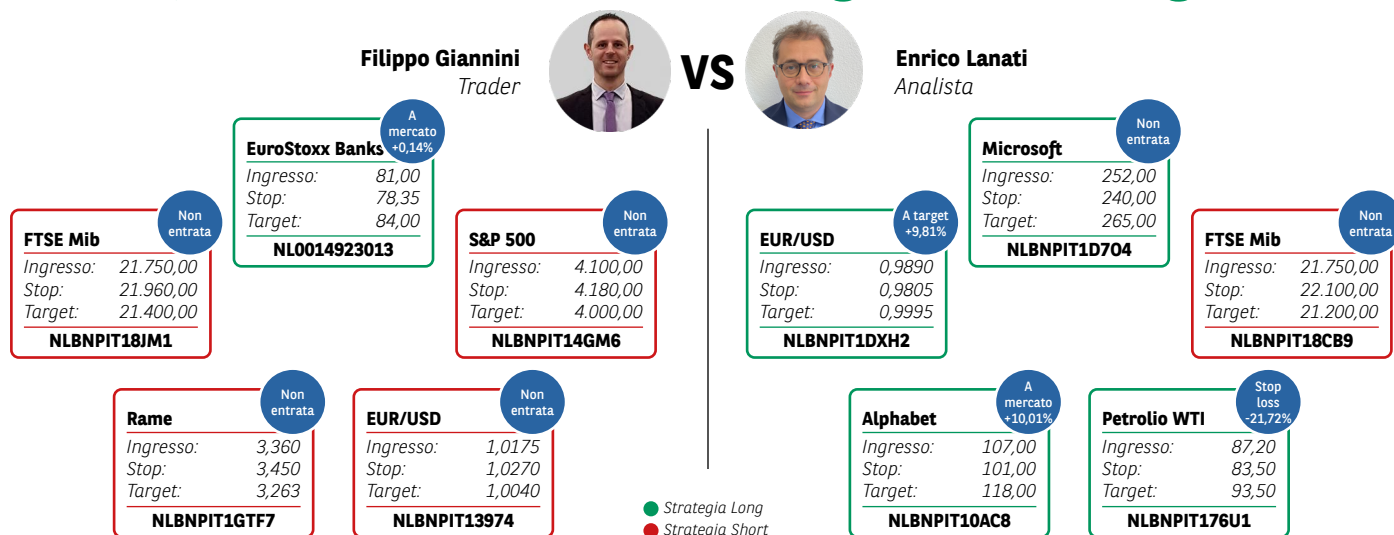 Filippo Giannini
Trader
VS
Enrico Lanati
Analista
EuroStoxx Banks
A
mercato
+0,14%
Ingresso: 81,00
Stop: 78,35
Target: 84,00
NL0014923013
FTSE Mib
Non
entrata
Ingresso: 21.750,00
Stop: 21.960,00
Target: 21.400,00
NLBNPIT18JM1
S&P 500
Non
entrata
Ingresso: 4.100,00
Stop: 4.180,00
Target: 4.000,00
NLBNPIT14GM6
Rame
Non
entrata
Ingresso: 3,360
Stop: 3,450
Target: 3,263
NLBNPIT1GTF7
EUR/USD
Non
entrata
Ingresso: 1,0175
Stop: 1,0270
Target: 1,0040
NLBNPIT13974
Microsoft
Non
entrata
Ingresso: 252,00
Stop: 240,00
Target: 265,00
NLBNPIT1D7O4
EUR/USD
A target
+9,81%
Ingresso: 0,9890
Stop: 0,9805
Target: 0,9995
NLBNPIT1DXH2
FTSE Mib
Non
entrata
Ingresso: 21.750,00
Stop: 22.100,00
Target: 21.200,00
NLBNPIT18CB9
Alphabet
A
mercato
+10,01%
Ingresso: 107,00
Stop: 101,00
Target: 118,00
NLBNPIT10AC8
Petrolio WTI
Stop
loss
-21,72%
Ingresso: 87,20
Stop: 83,50
Target: 93,50
NLBNPIT176U1
Strategia Long
Strategia Short